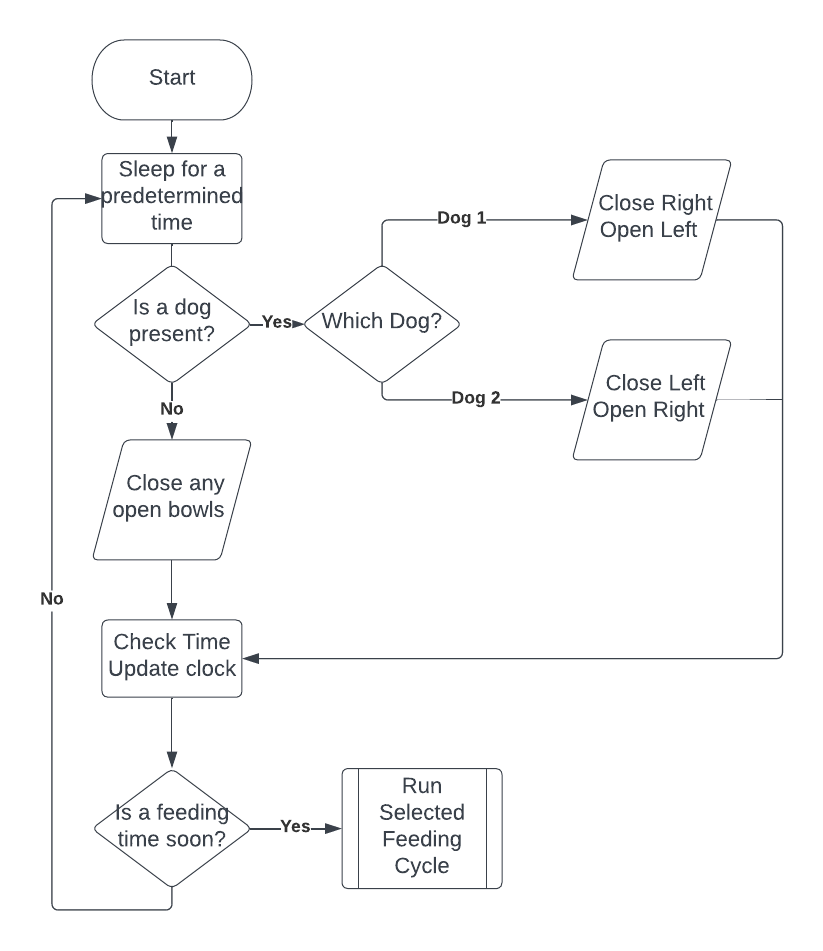 Start
Sleep for a
predetermined
time
Is a dog
present?
Yes
Which Dog?
Dog 1
Close Right
Open Left
Dog 2
Close Left
Open Right
No
Close any
open bowls
No
Check Time
Update clock
Is a feeding
time soon?
Yes
Run
Selected
Feeding
Cycle